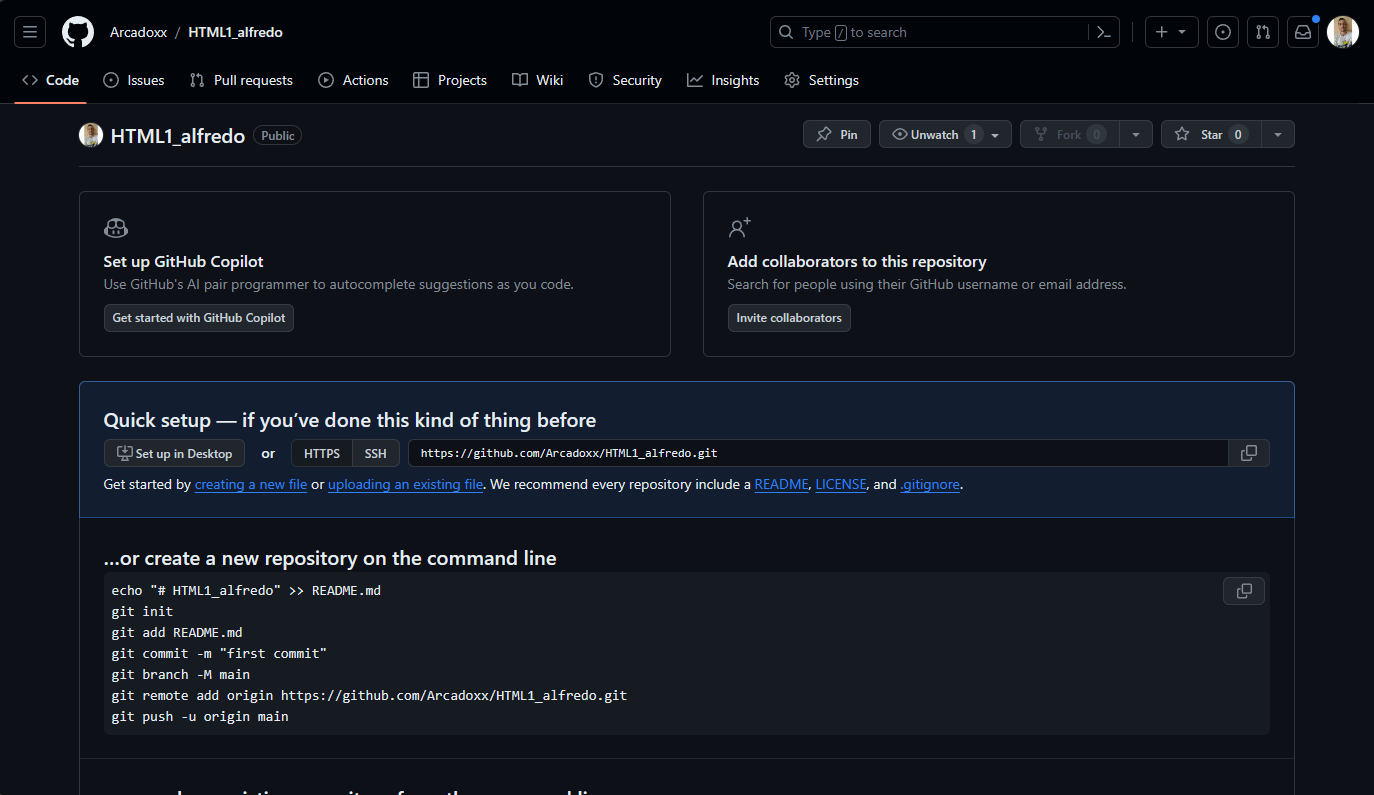 Arcadoxx / HTML1_alfredo
Type / to search
Code Issues Pull requests Actions Projects Wiki Security Insights Settings
HTML1_alfredo Public
Pin Unwatch 1 Fork 0 Star 0
Set up GitHub Copilot
Use GitHub's AI pair programmer to autocomplete suggestions as you code.
Get started with GitHub Copilot
Add collaborators to this repository
Search for people using their GitHub username or email address.
Invite collaborators
Quick setup — if you’ve done this kind of thing before
Set up in Desktop or HTTPS SSH https://github.com/Arcadoxx/HTML1_alfredo.git
Get started by creating a new file or uploading an existing file. We recommend every repository include a README, LICENSE, and .gitignore.
…or create a new repository on the command line
echo "# HTML1_alfredo" >> README.md
git init
git add README.md
git commit -m "first commit"
git branch -M main
git remote add origin https://github.com/Arcadoxx/HTML1_alfredo.git
git push -u origin main